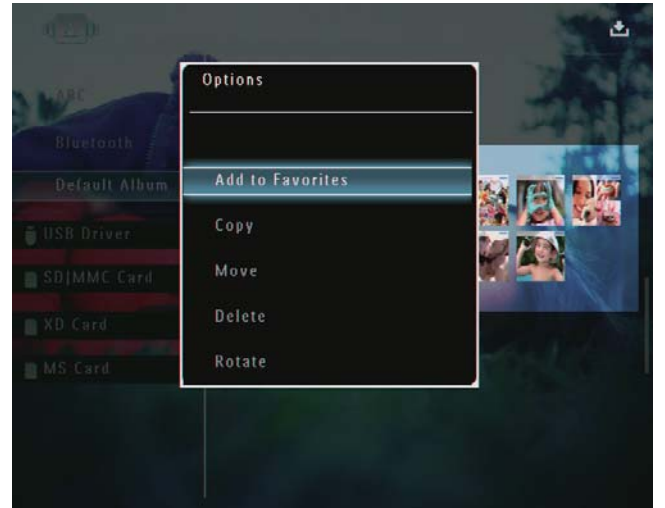 ABC
Bluetooth
Default Album
USB Driver
SD|MMC Card
XD Card
MS Card
Options
Add to Favorites
Copy
Move
Delete
Rotate